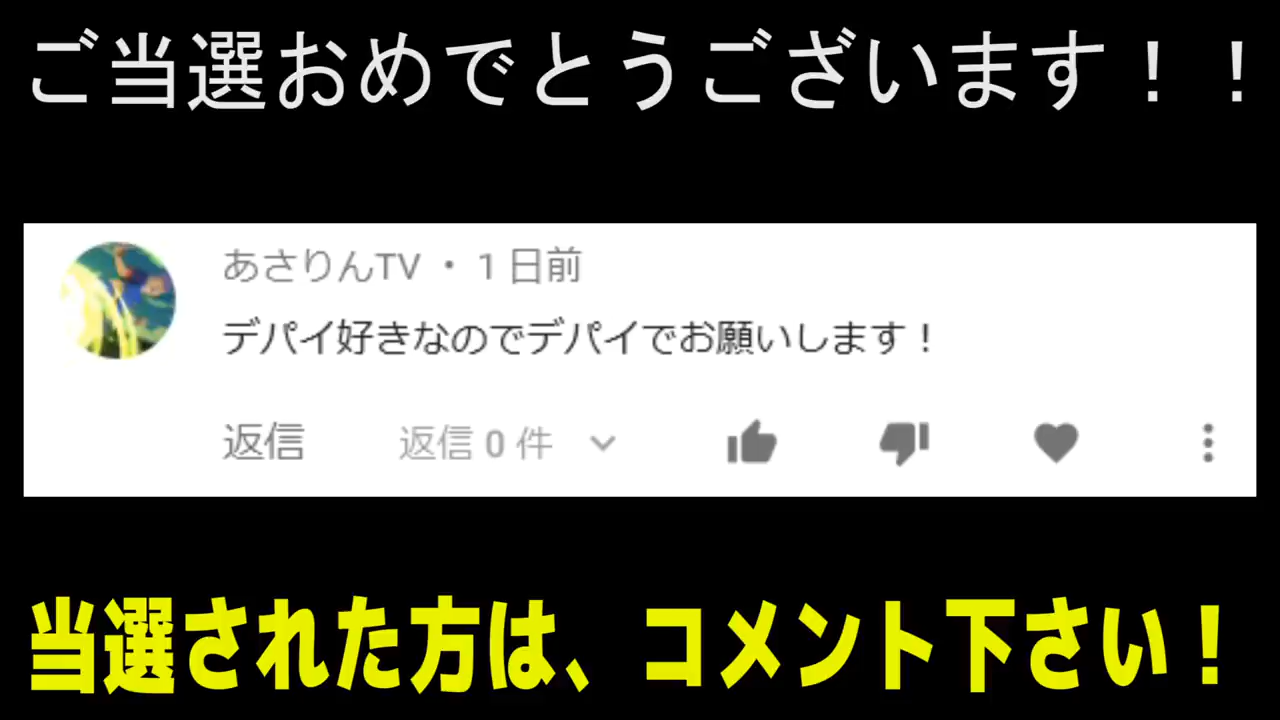 ご当選おめでとうございます！！
あさりんTV・1日前
デパイ好きなのでデパイでお願いします！
返信 返信 0 件
当選された方は、コメント下さい！